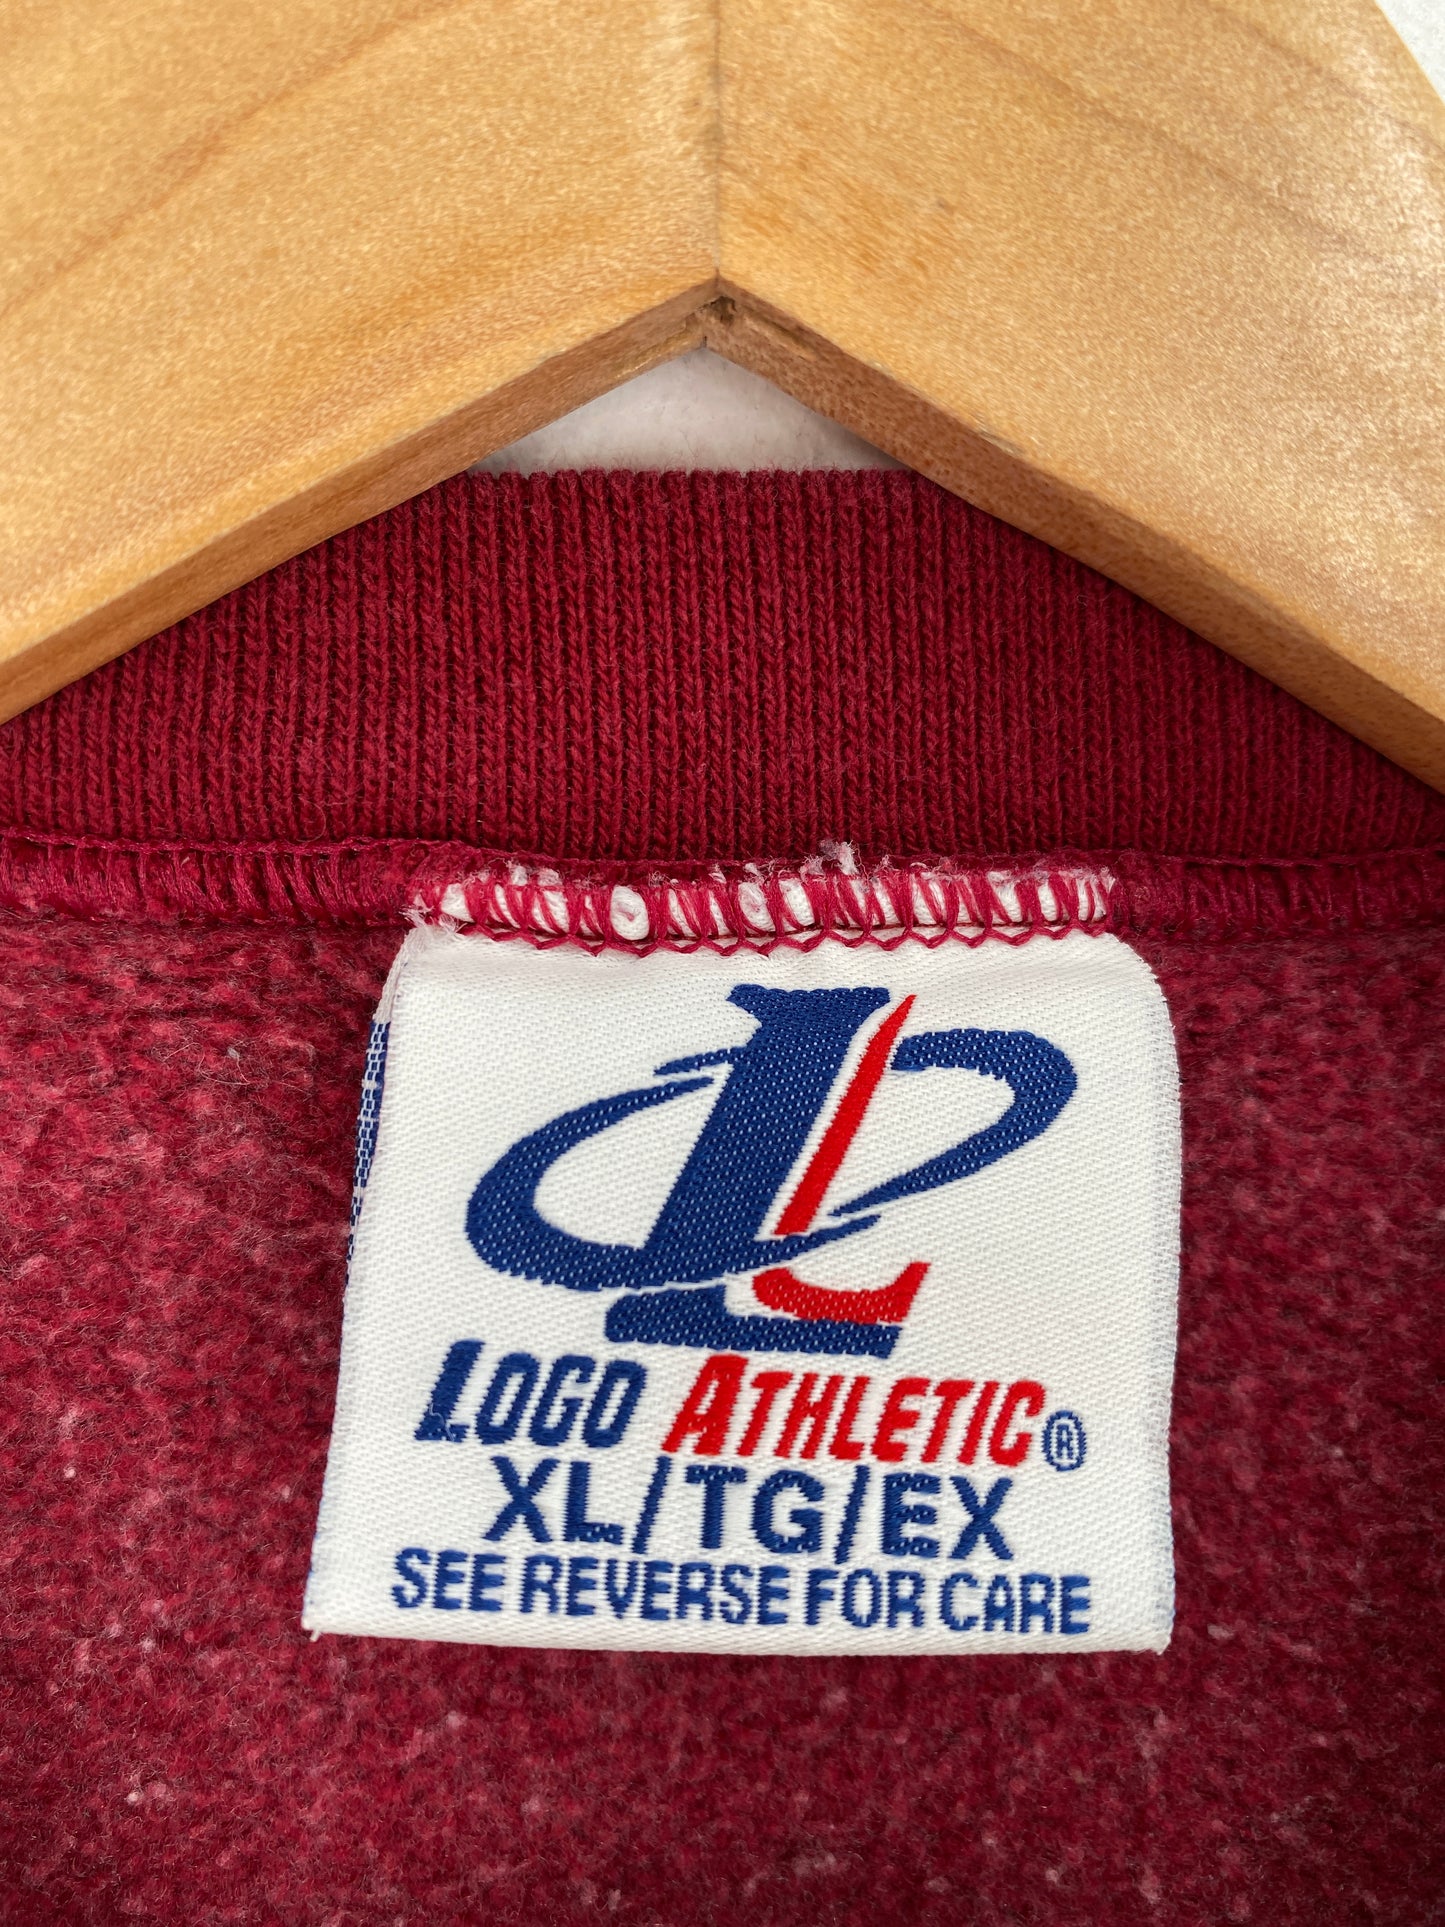 L
LOGO ATHLETIC®
XL/TG/EX
SEE REVERSE FOR CARE